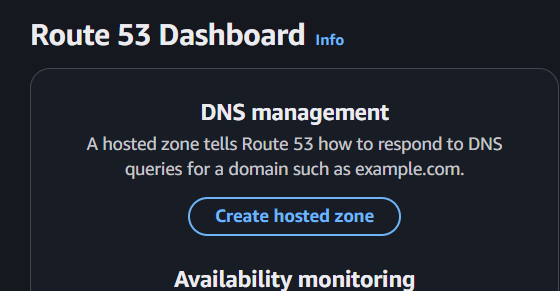 Route 53 Dashboard Info
DNS management
A hosted zone tells Route 53 how to respond to DNS
queries for a domain such as example.com.
Create hosted zone
Availability monitoring